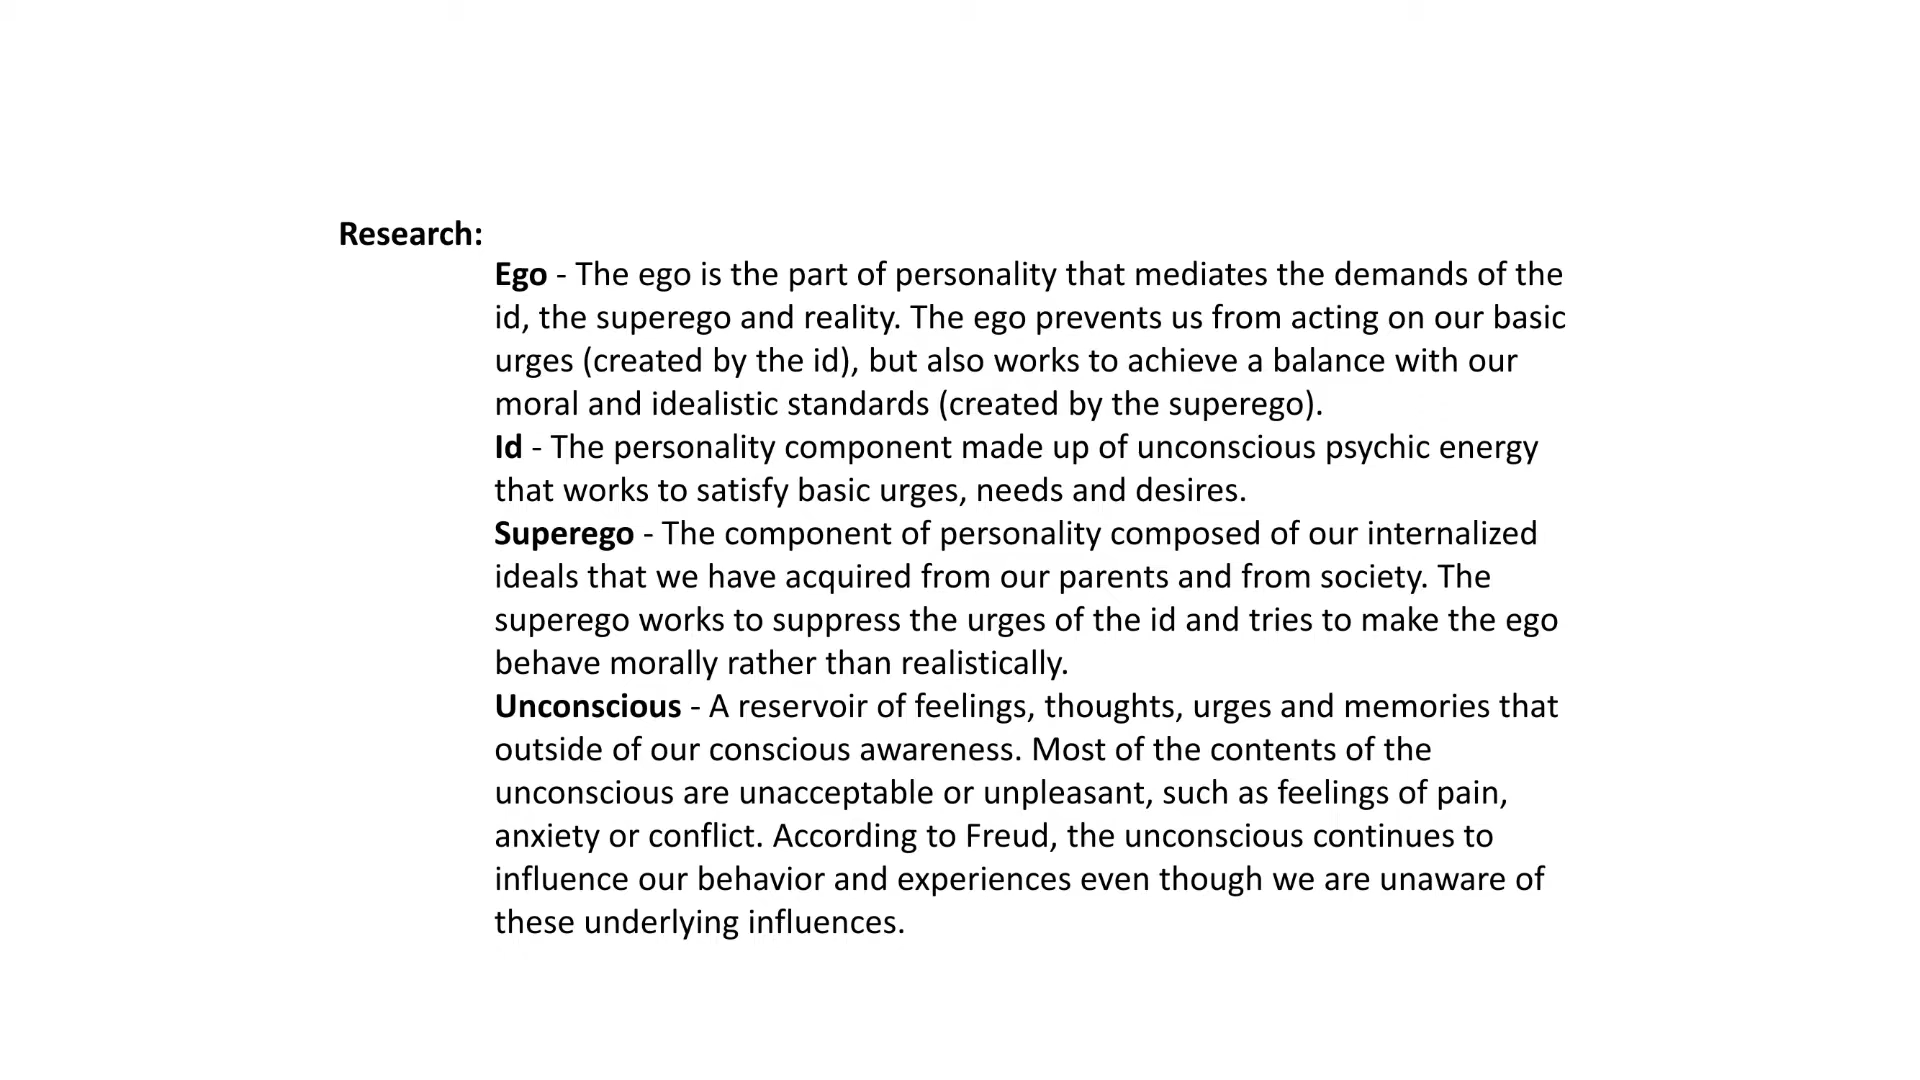 Research:
Ego - The ego is the part of personality that mediates the demands of the
id, the superego and reality. The ego prevents us from acting on our basic
urges (created by the id), but also works to achieve a balance with our
moral and idealistic standards (created by the superego).
Id - The personality component made up of unconscious psychic energy
that works to satisfy basic urges, needs and desires.
Superego - The component of personality composed of our internalized
ideals that we have acquired from our parents and from society. The
superego works to suppress the urges of the id and tries to make the ego
behave morally rather than realistically.
Unconscious - A reservoir of feelings, thoughts, urges and memories that
outside of our conscious awareness. Most of the contents of the
unconscious are unacceptable or unpleasant, such as feelings of pain,
anxiety or conflict. According to Freud, the unconscious continues to
influence our behavior and experiences even though we are unaware of
these underlying influences.